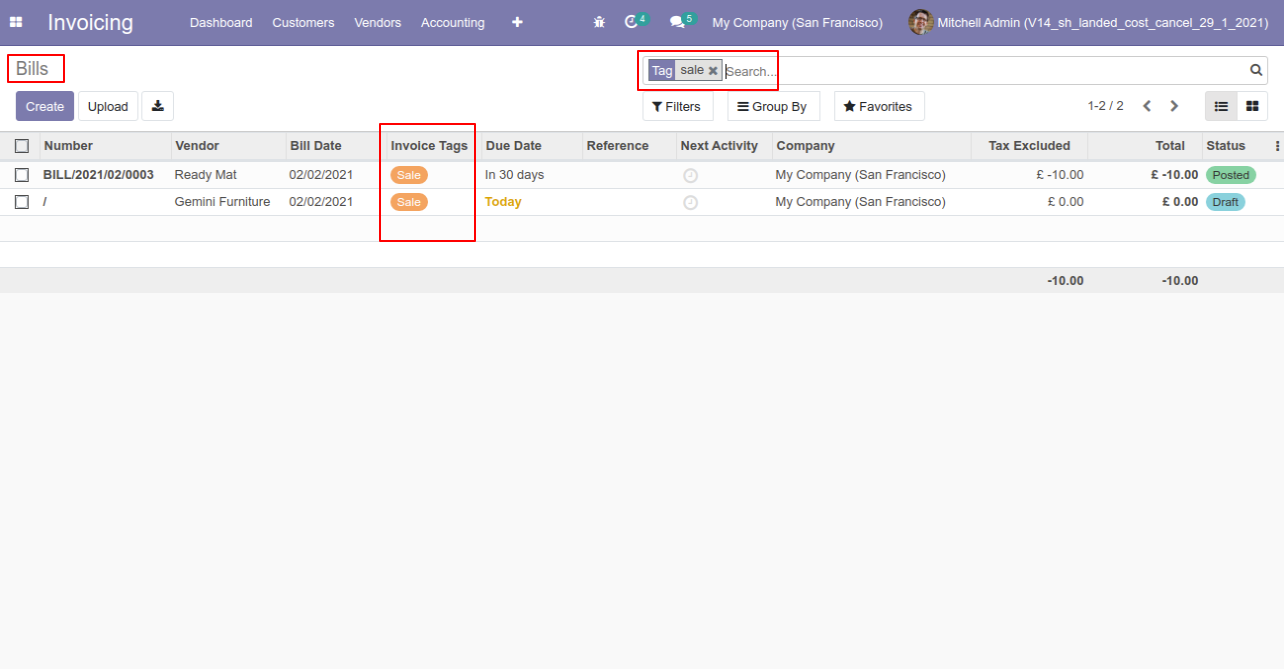 Invoicing Dashboard Customers Vendors Accounting 4 5 My Company (San Francisco) Mitchell Admin (V14_sh_landed_cost_cancel_29_1_2021)
Bills Tag sale Search...
Create Upload Filters Group By Favorites 1-2 / 2
Number Vendor Bill Date Invoice Tags Due Date Reference Next Activity Company Tax Excluded Total Status
BILL/2021/02/0003 Ready Mat 02/02/2021 Sale In 30 days My Company (San Francisco) £ -10.00 £ -10.00 Posted
/ Gemini Furniture 02/02/2021 Sale Today My Company (San Francisco) £ 0.00 £ 0.00 Draft
-10.00 -10.00